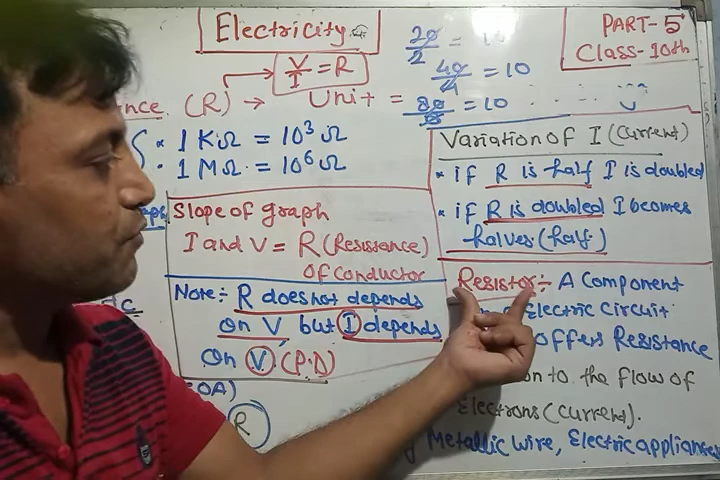 Electricity
PART-5
Class-10th
V/I = R
20/2 =
40/4 = 10
(R) → Unit = 80/8 = 10
• 1 KΩ = 10³ Ω
• 1 MΩ = 10⁶ Ω
Variation of I (Current)
• if R is half I is doubled
• if R is doubled I becomes
halves (half)
Slope of graph
I and V = R (Resistance)
Of Conductor
Note ÷ R does not depends
on V but I depends
on V (P.D)
R
Resistor ÷ A Component
Electric Circuit
Offers Resistance
to the flow of
Electrons (Current).
Metallic wire, Electric appliances